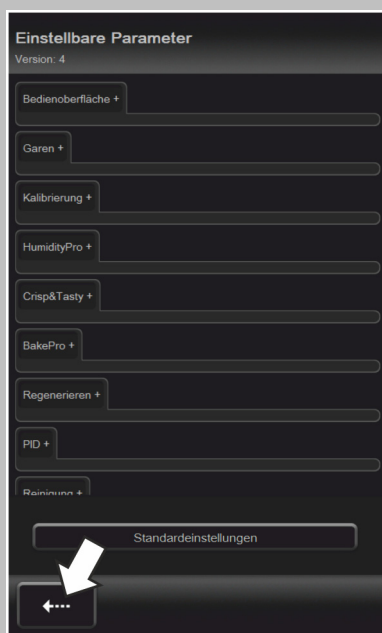 Einstellbare Parameter
Version: 4
Bedienoberfläche +
Garen +
Kalibrierung +
HumidityPro +
Crisp&Tasty +
BakePro +
Regenerieren +
PID +
Reinigung +
Standardeinstellungen